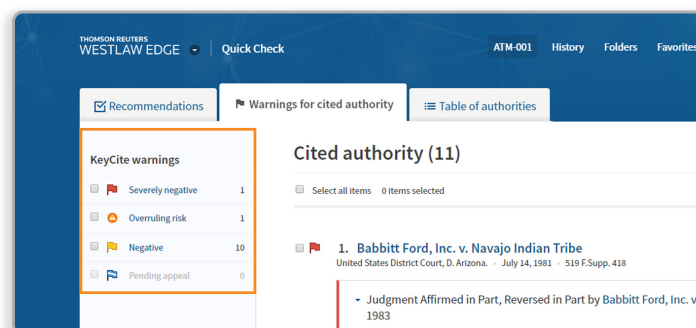 THOMSON REUTERS
WESTLAW EDGE
Quick Check
ATM-001 History Folders Favorites
Recommendations
Warnings for cited authority
Table of authorities
KeyCite warnings
Severely negative 1
Overruling risk 1
Negative 10
Pending appeal 0
Cited authority (11)
Select all items 0 items selected
1. Babbitt Ford, Inc. v. Navajo Indian Tribe
United States District Court, D. Arizona. July 14, 1981 519 F.Supp. 418
Judgment Affirmed in Part, Reversed in Part by Babbitt Ford, Inc. v
1983